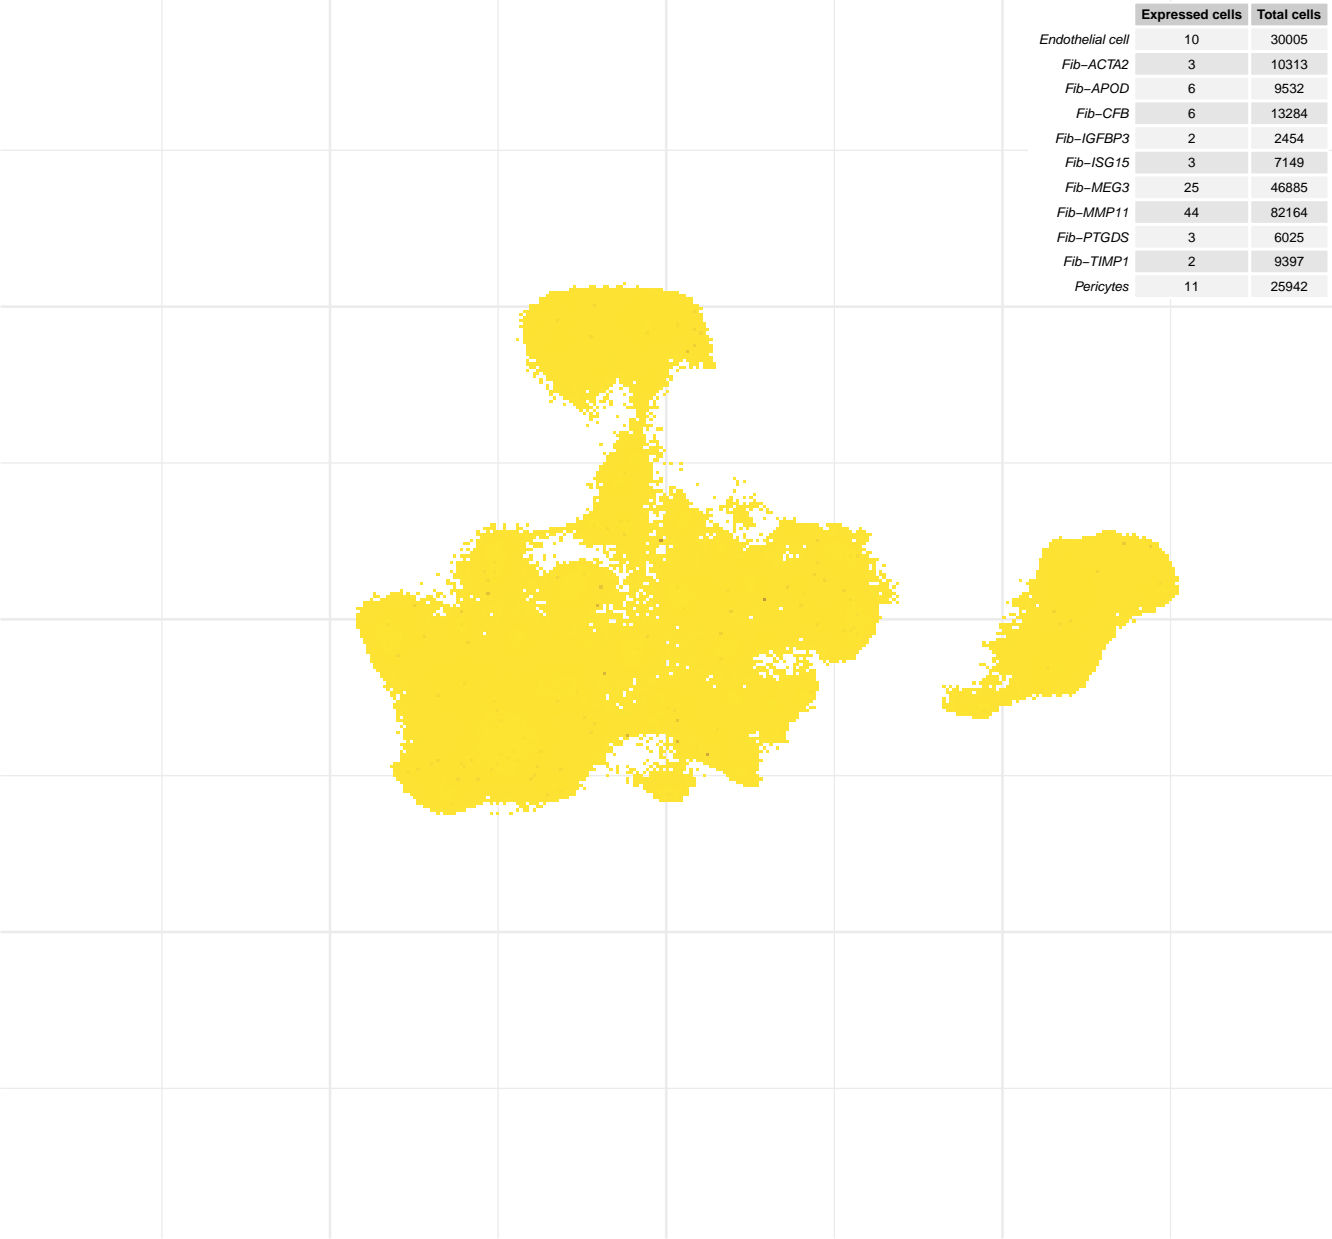 Expressed cells Total cells
Endothelial cell 10 30005
Fib−ACTA2 3 10313
Fib−APOD 6 9532
Fib−CFB 6 13284
Fib−IGFBP3 2 2454
Fib−ISG15 3 7149
Fib−MEG3 25 46885
Fib−MMP11 44 82164
Fib−PTGDS 3 6025
Fib−TIMP1 2 9397
Pericytes 11 25942